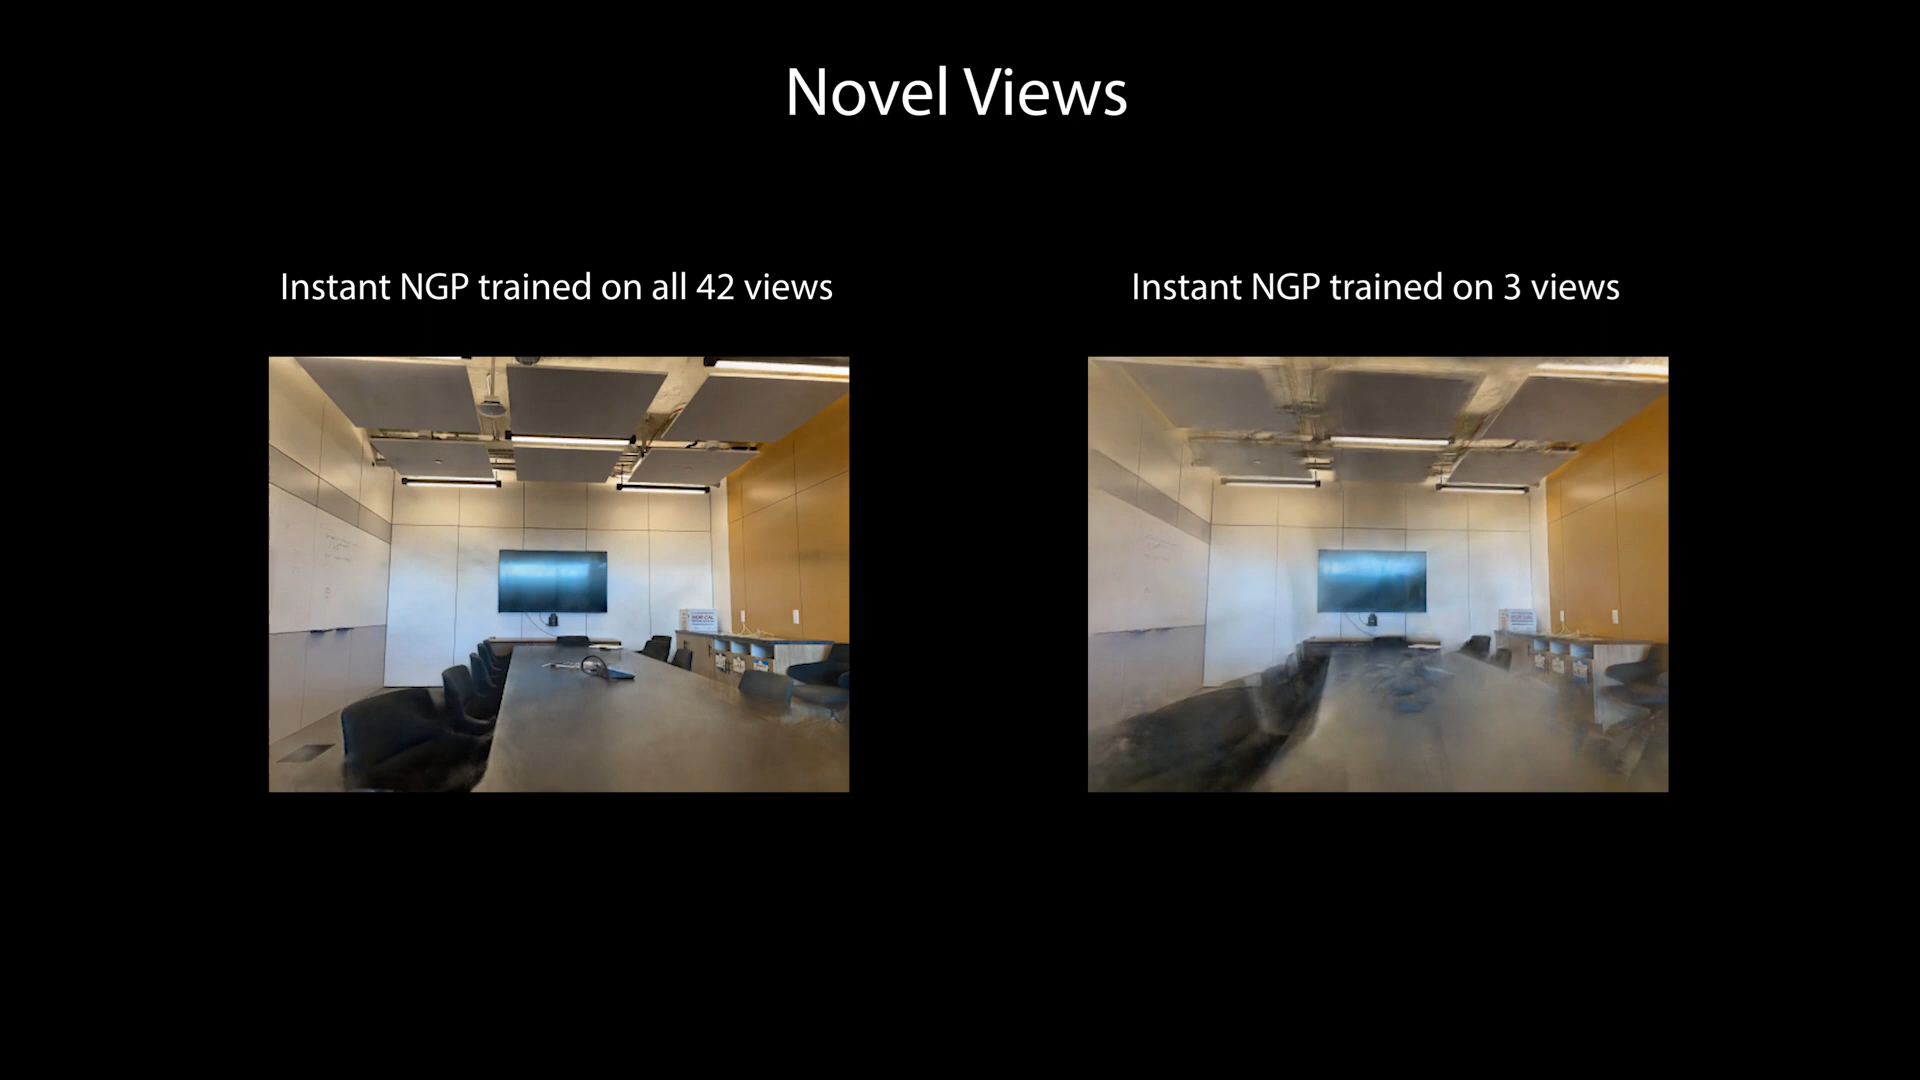 Novel Views
Instant NGP trained on all 42 views
Instant NGP trained on 3 views